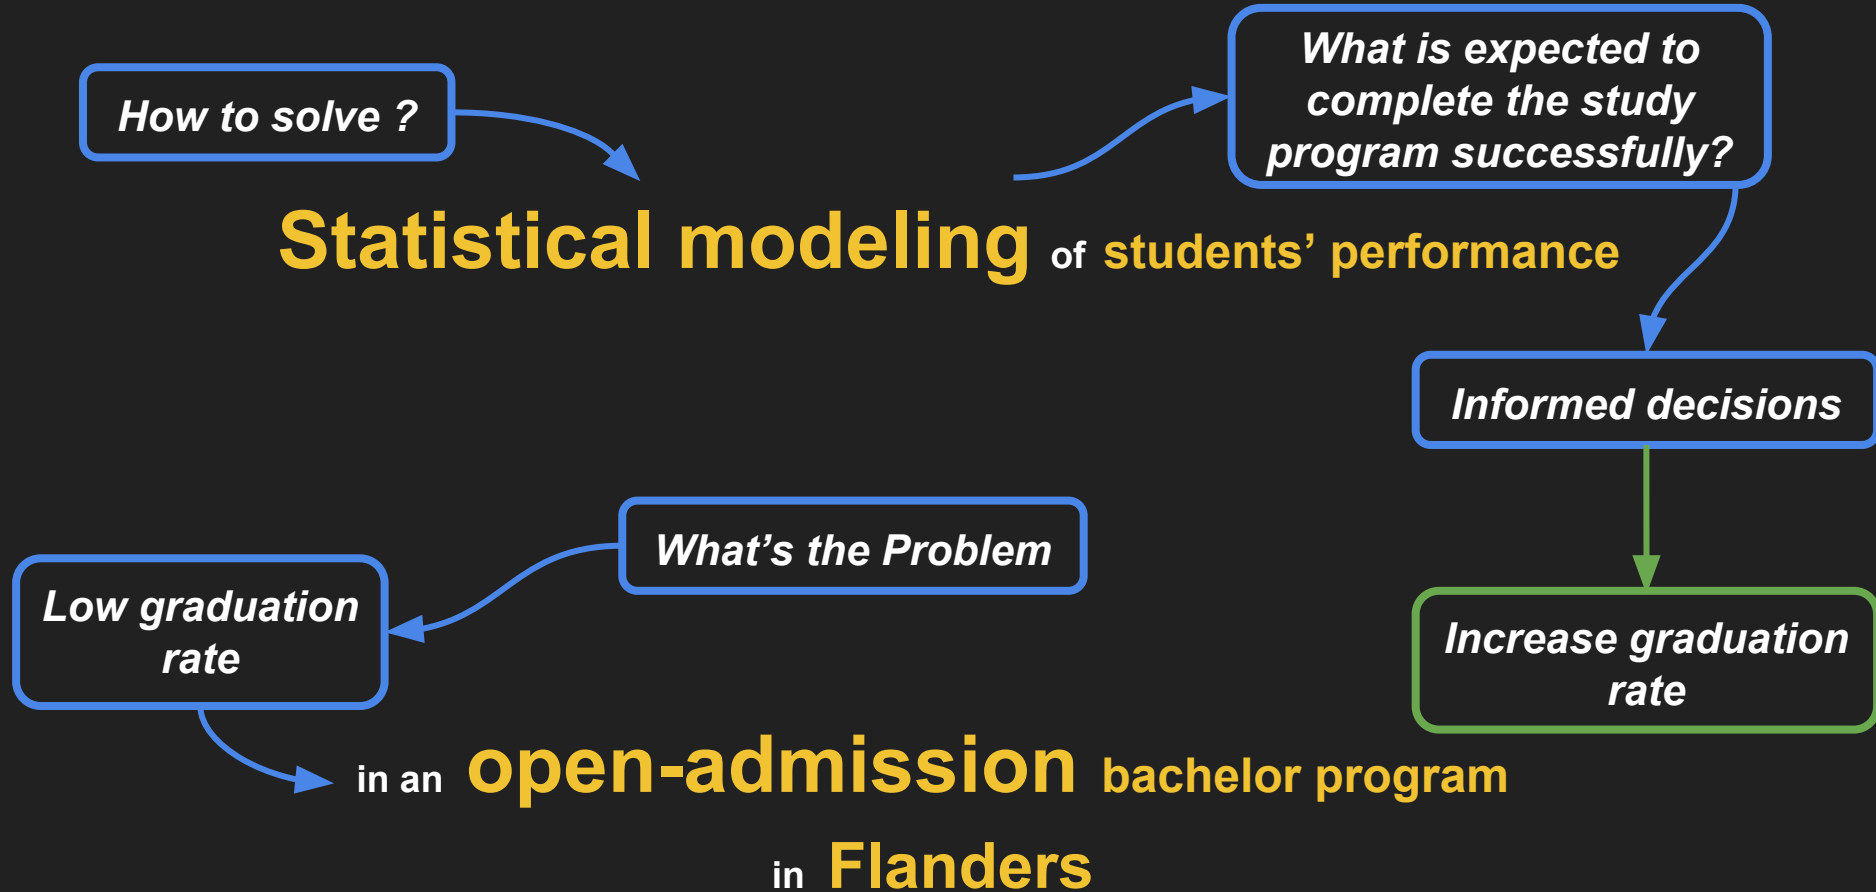 How to solve ?
What is expected to
complete the study
program successfully?
Statistical modeling of students’ performance
Informed decisions
What’s the Problem
Low graduation
rate
Increase graduation
rate
in an open-admission bachelor program
in Flanders